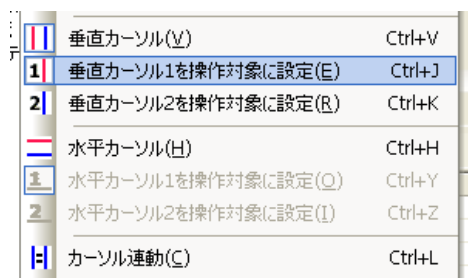 垂直カーソル(V) Ctrl+V
1 垂直カーソル1を操作対象に設定(E) Ctrl+J
2 垂直カーソル2を操作対象に設定(R) Ctrl+K
水平カーソル(H) Ctrl+H
1 水平カーソル1を操作対象に設定(O) Ctrl+Y
2 水平カーソル2を操作対象に設定(I) Ctrl+Z
カーソル連動(C) Ctrl+L